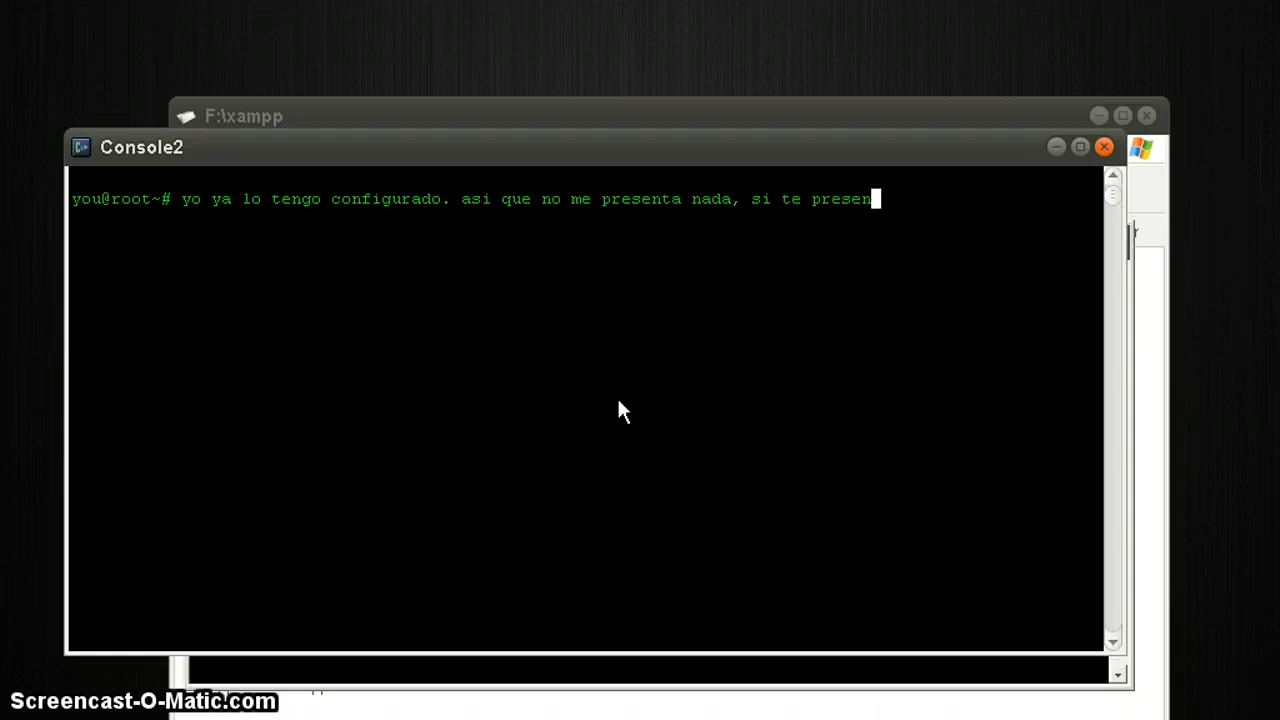 F:\xampp
Console2
you@root~# yo ya lo tengo configurado. asi que no me presenta nada, si te presen
Screencast-O-Matic.com